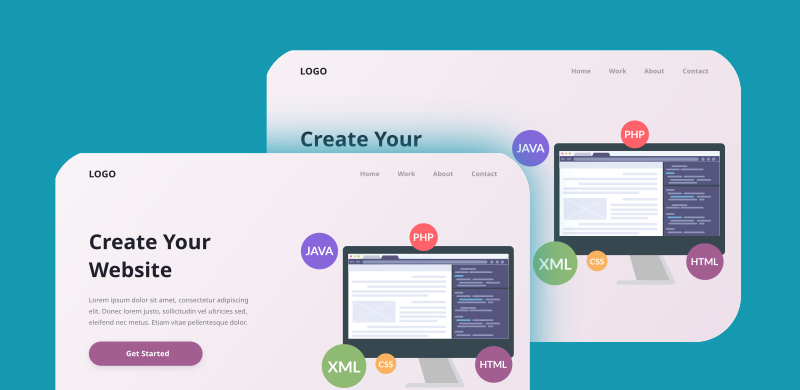 LOGO
Home Work About Contact
Create Your
JAVA
PHP
XML
CSS
HTML
LOGO
Home Work About Contact
Create Your
Website
Lorem ipsum dolor sit amet, consectetur adipiscing
elit. Donec lorem justo, sollicitudin vel ultricies sed,
eleifend nec metus. Etiam vitae pellentesque dolor.
Get Started
JAVA
PHP
XML
CSS
HTML